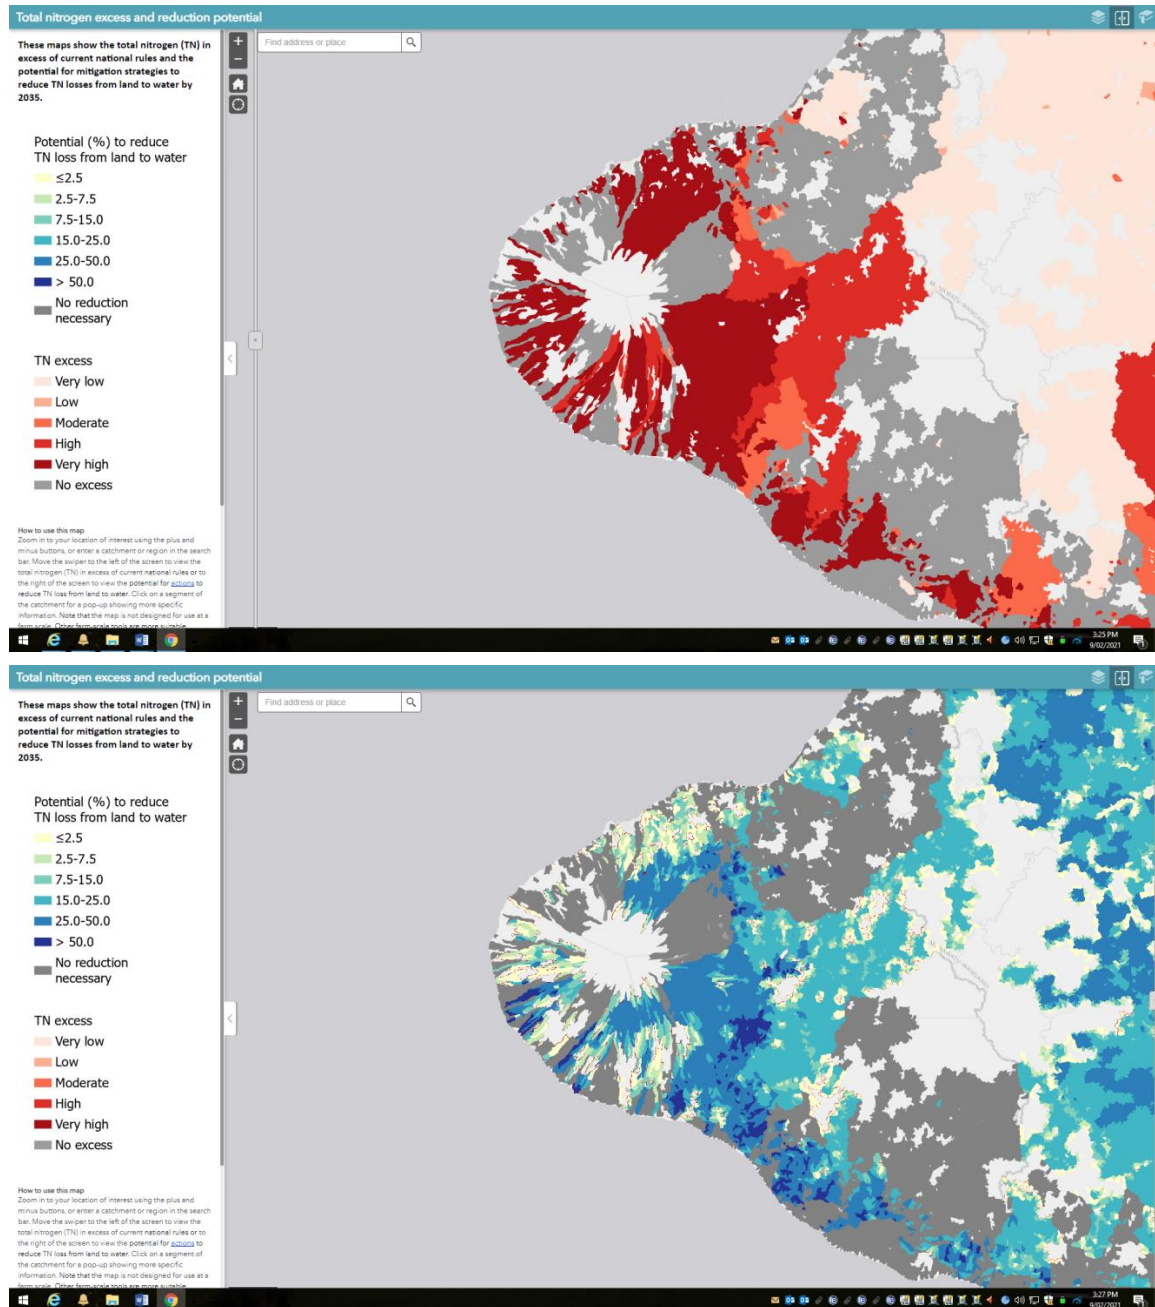 Total nitrogen excess and reduction potential
These maps show the total nitrogen (TN) in
excess of current national rules and the
potential for mitigation strategies to
reduce TN losses from land to water by
2035.
Find address or place
Potential (%) to reduce
TN loss from land to water
≤2.5
2.5-7.5
7.5-15.0
15.0-25.0
25.0-50.0
> 50.0
No reduction
necessary
TN excess
Very low
Low
Moderate
High
Very high
No excess
How to use this map
Zoom in to your location of interest using the plus and
minus buttons, or enter a catchment or region in the search
bar. Move the swiper to the left of the screen to view the
total nitrogen (TN) in excess of current national rules or to
the right of the screen to view the potential for actions to
reduce TN loss from land to water. Click on a segment of
the catchment for a pop-up showing more specific
information. Note that the map is not designed for use at a
farm scale. Other farm-scale tools are more suitable
3:25 PM
9/02/2021
Total nitrogen excess and reduction potential
These maps show the total nitrogen (TN) in
excess of current national rules and the
potential for mitigation strategies to
reduce TN losses from land to water by
2035.
Find address or place
Potential (%) to reduce
TN loss from land to water
≤2.5
2.5-7.5
7.5-15.0
15.0-25.0
25.0-50.0
> 50.0
No reduction
necessary
TN excess
Very low
Low
Moderate
High
Very high
No excess
How to use this map
Zoom in to your location of interest using the plus and
minus buttons, or enter a catchment or region in the search
bar. Move the swiper to the left of the screen to view the
total nitrogen (TN) in excess of current national rules or to
the right of the screen to view the potential for actions to
reduce TN loss from land to water. Click on a segment of
the catchment for a pop-up showing more specific
information. Note that the map is not designed for use at a
farm scale. Other farm-scale tools are more suitable
3:27 PM
9/02/2021